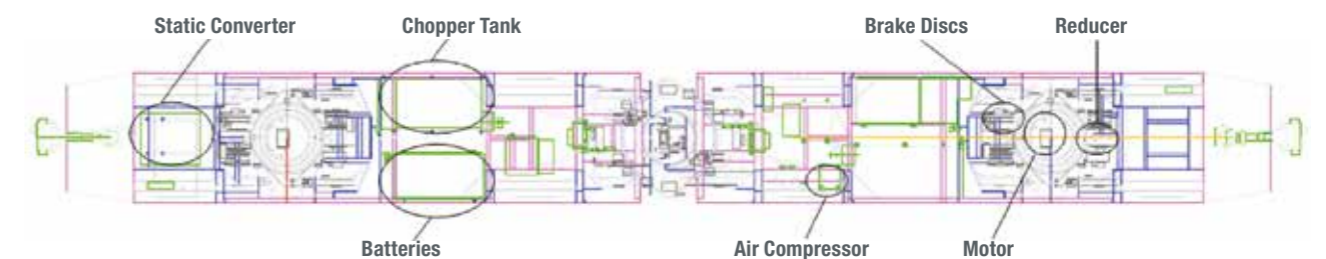 Static Converter
Chopper Tank
Brake Discs
Reducer
Batteries
Air Compressor
Motor